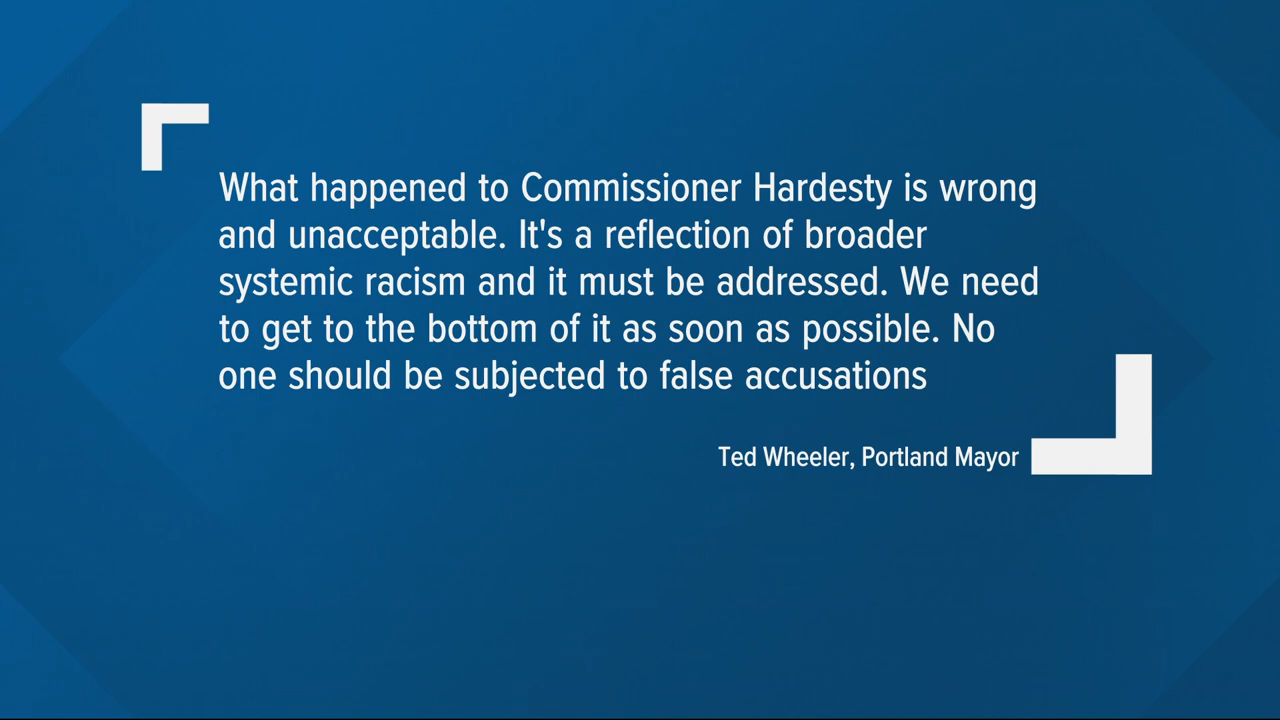 What happened to Commissioner Hardesty is wrong
and unacceptable. It's a reflection of broader
systemic racism and it must be addressed. We need
to get to the bottom of it as soon as possible. No
one should be subjected to false accusations
Ted Wheeler, Portland Mayor